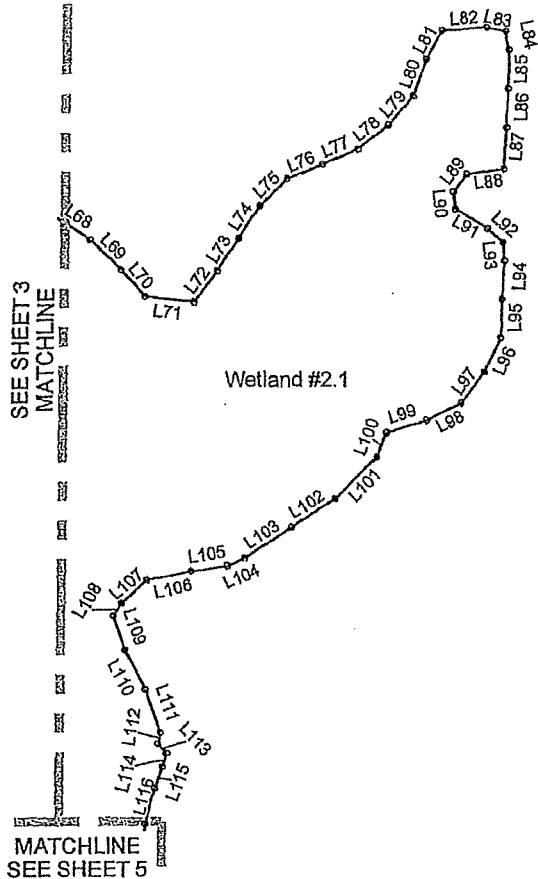 L82
L83
L84
L81
L85
L80
L86
L79
L78
L87
L77
L76
L88
L89
L75
L90
L91
L92
L74
L68
L93
L73
L69
L94
L72
L70
L71
L95
SEE SHEET 3
MATCHLINE
L96
Wetland #2.1
L97
L98
L99
L100
L101
L102
L103
L104
L105
L106
L107
L108
L109
L110
L111
L112
L113
L114
L115
L116
MATCHLINE
SEE SHEET 5